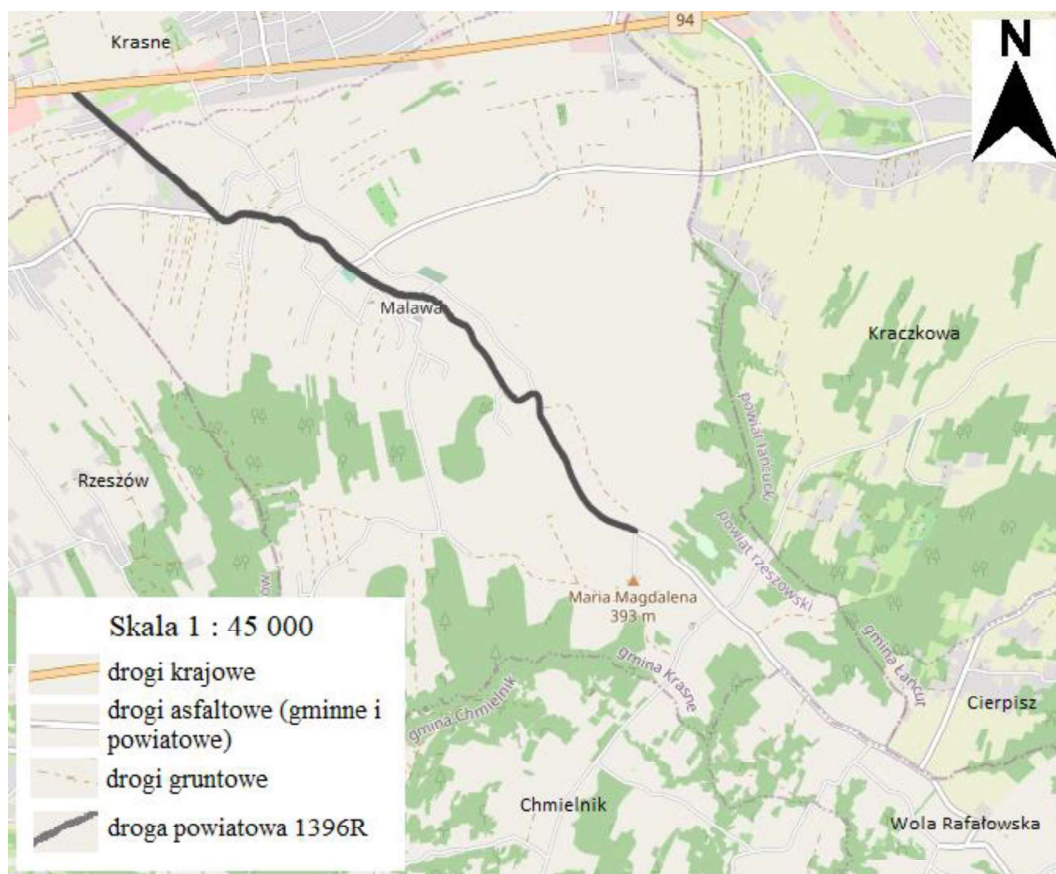 Krasne
94
N
Malawa
Kraczkowa
powiat łańcucki
Rzeszów
powiat rzeszowski
Maria Magdalena
393 m
gmina Krasne
gmina Łańcut
gmina Chmielnik
Cierpisz
Chmielnik
Wola Rafałowska
Skala 1 : 45 000
drogi krajowe
drogi asfaltowe (gminne i
powiatowe)
drogi gruntowe
droga powiatowa 1396R